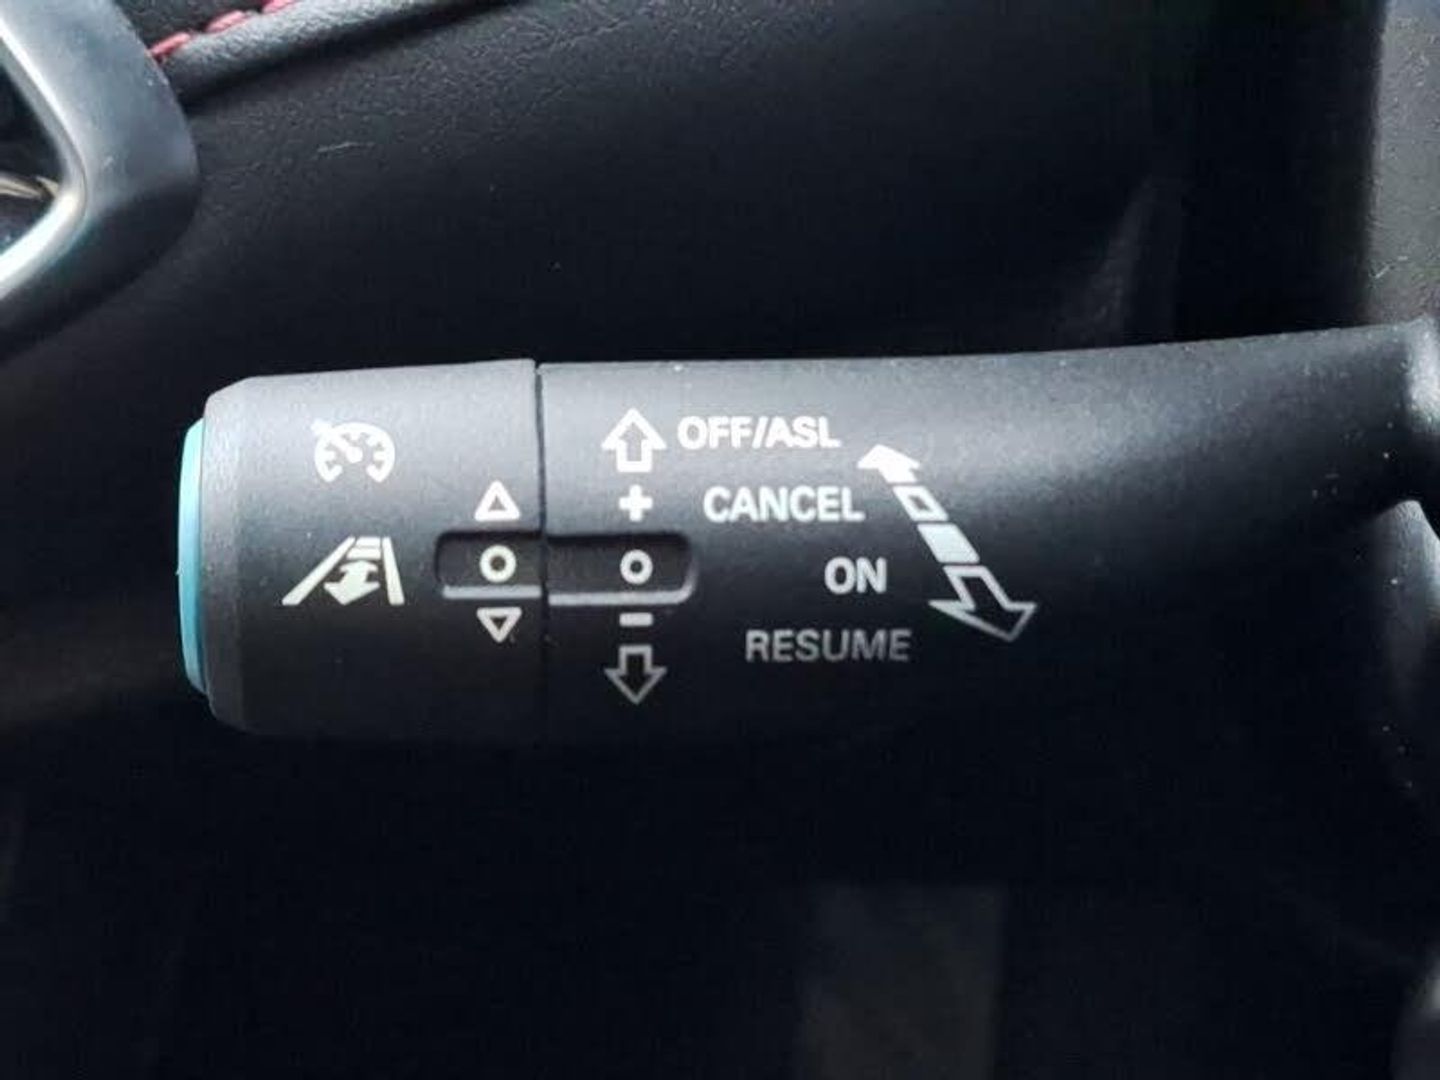 OFF/ASL
+ CANCEL
ON
-
RESUME